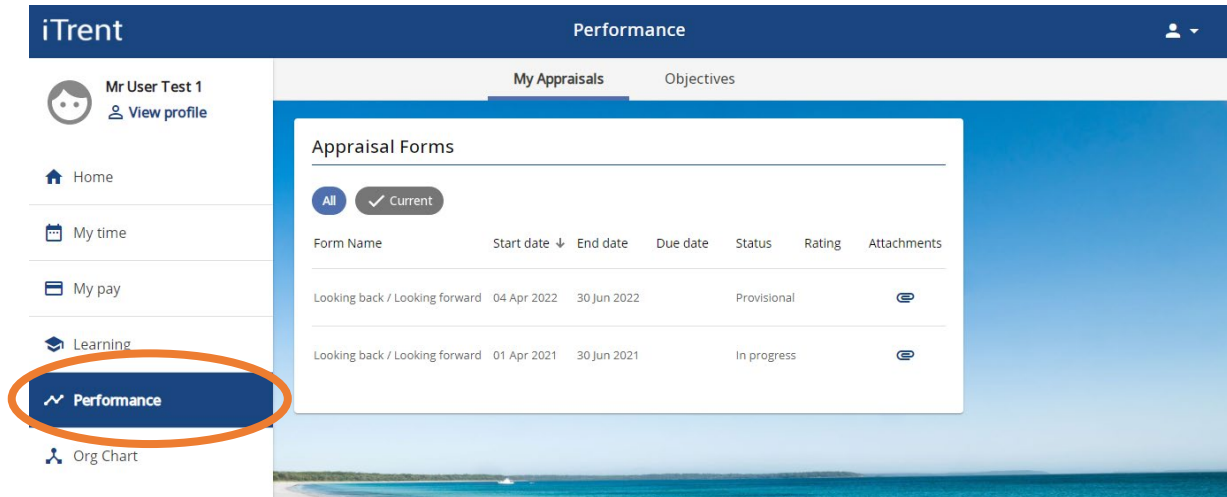 iTrent
Performance
Mr User Test 1
View profile
Home
My time
My pay
Learning
Performance
Org Chart
My Appraisals Objectives
Appraisal Forms
All Current
Form Name Start date End date Due date Status Rating Attachments
Looking back / Looking forward 04 Apr 2022 30 Jun 2022 Provisional
Looking back / Looking forward 01 Apr 2021 30 Jun 2021 In progress